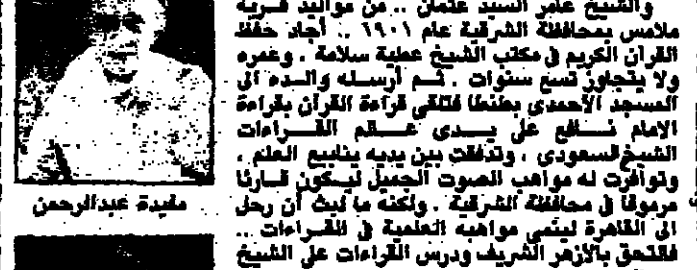 والشيخ عامر السيد عثمان .. من مواليد قرية
ملامس بمحافظة الشرقية عام ١٩٠١ .. أجاد حفظ
القرآن الكريم في مكتب الشيخ عطية سلامة ، وعمره
ولا يتجاوز تسع سنوات . ثم أرسله والده الى
المسجد الأحمدى بطنطا فتلقى قراءة القرآن بقراءة
الامام نافع على يدى عالم القراءات
الشيخ السعودى ، وتدفقت بين يديه ينابيع العلم ،
وتوافرت له مواهب الصوت الجميل ليكون قارئا
مرموقا في محافظة الشرقية . ولكنه ما لبث أن رحل
الى القاهرة لينمى مواهبه العلمية في القراءات ..
فالتحق بالأزهر الشريف ودرس القراءات على الشيخ
مفيدة عبدالرحمن